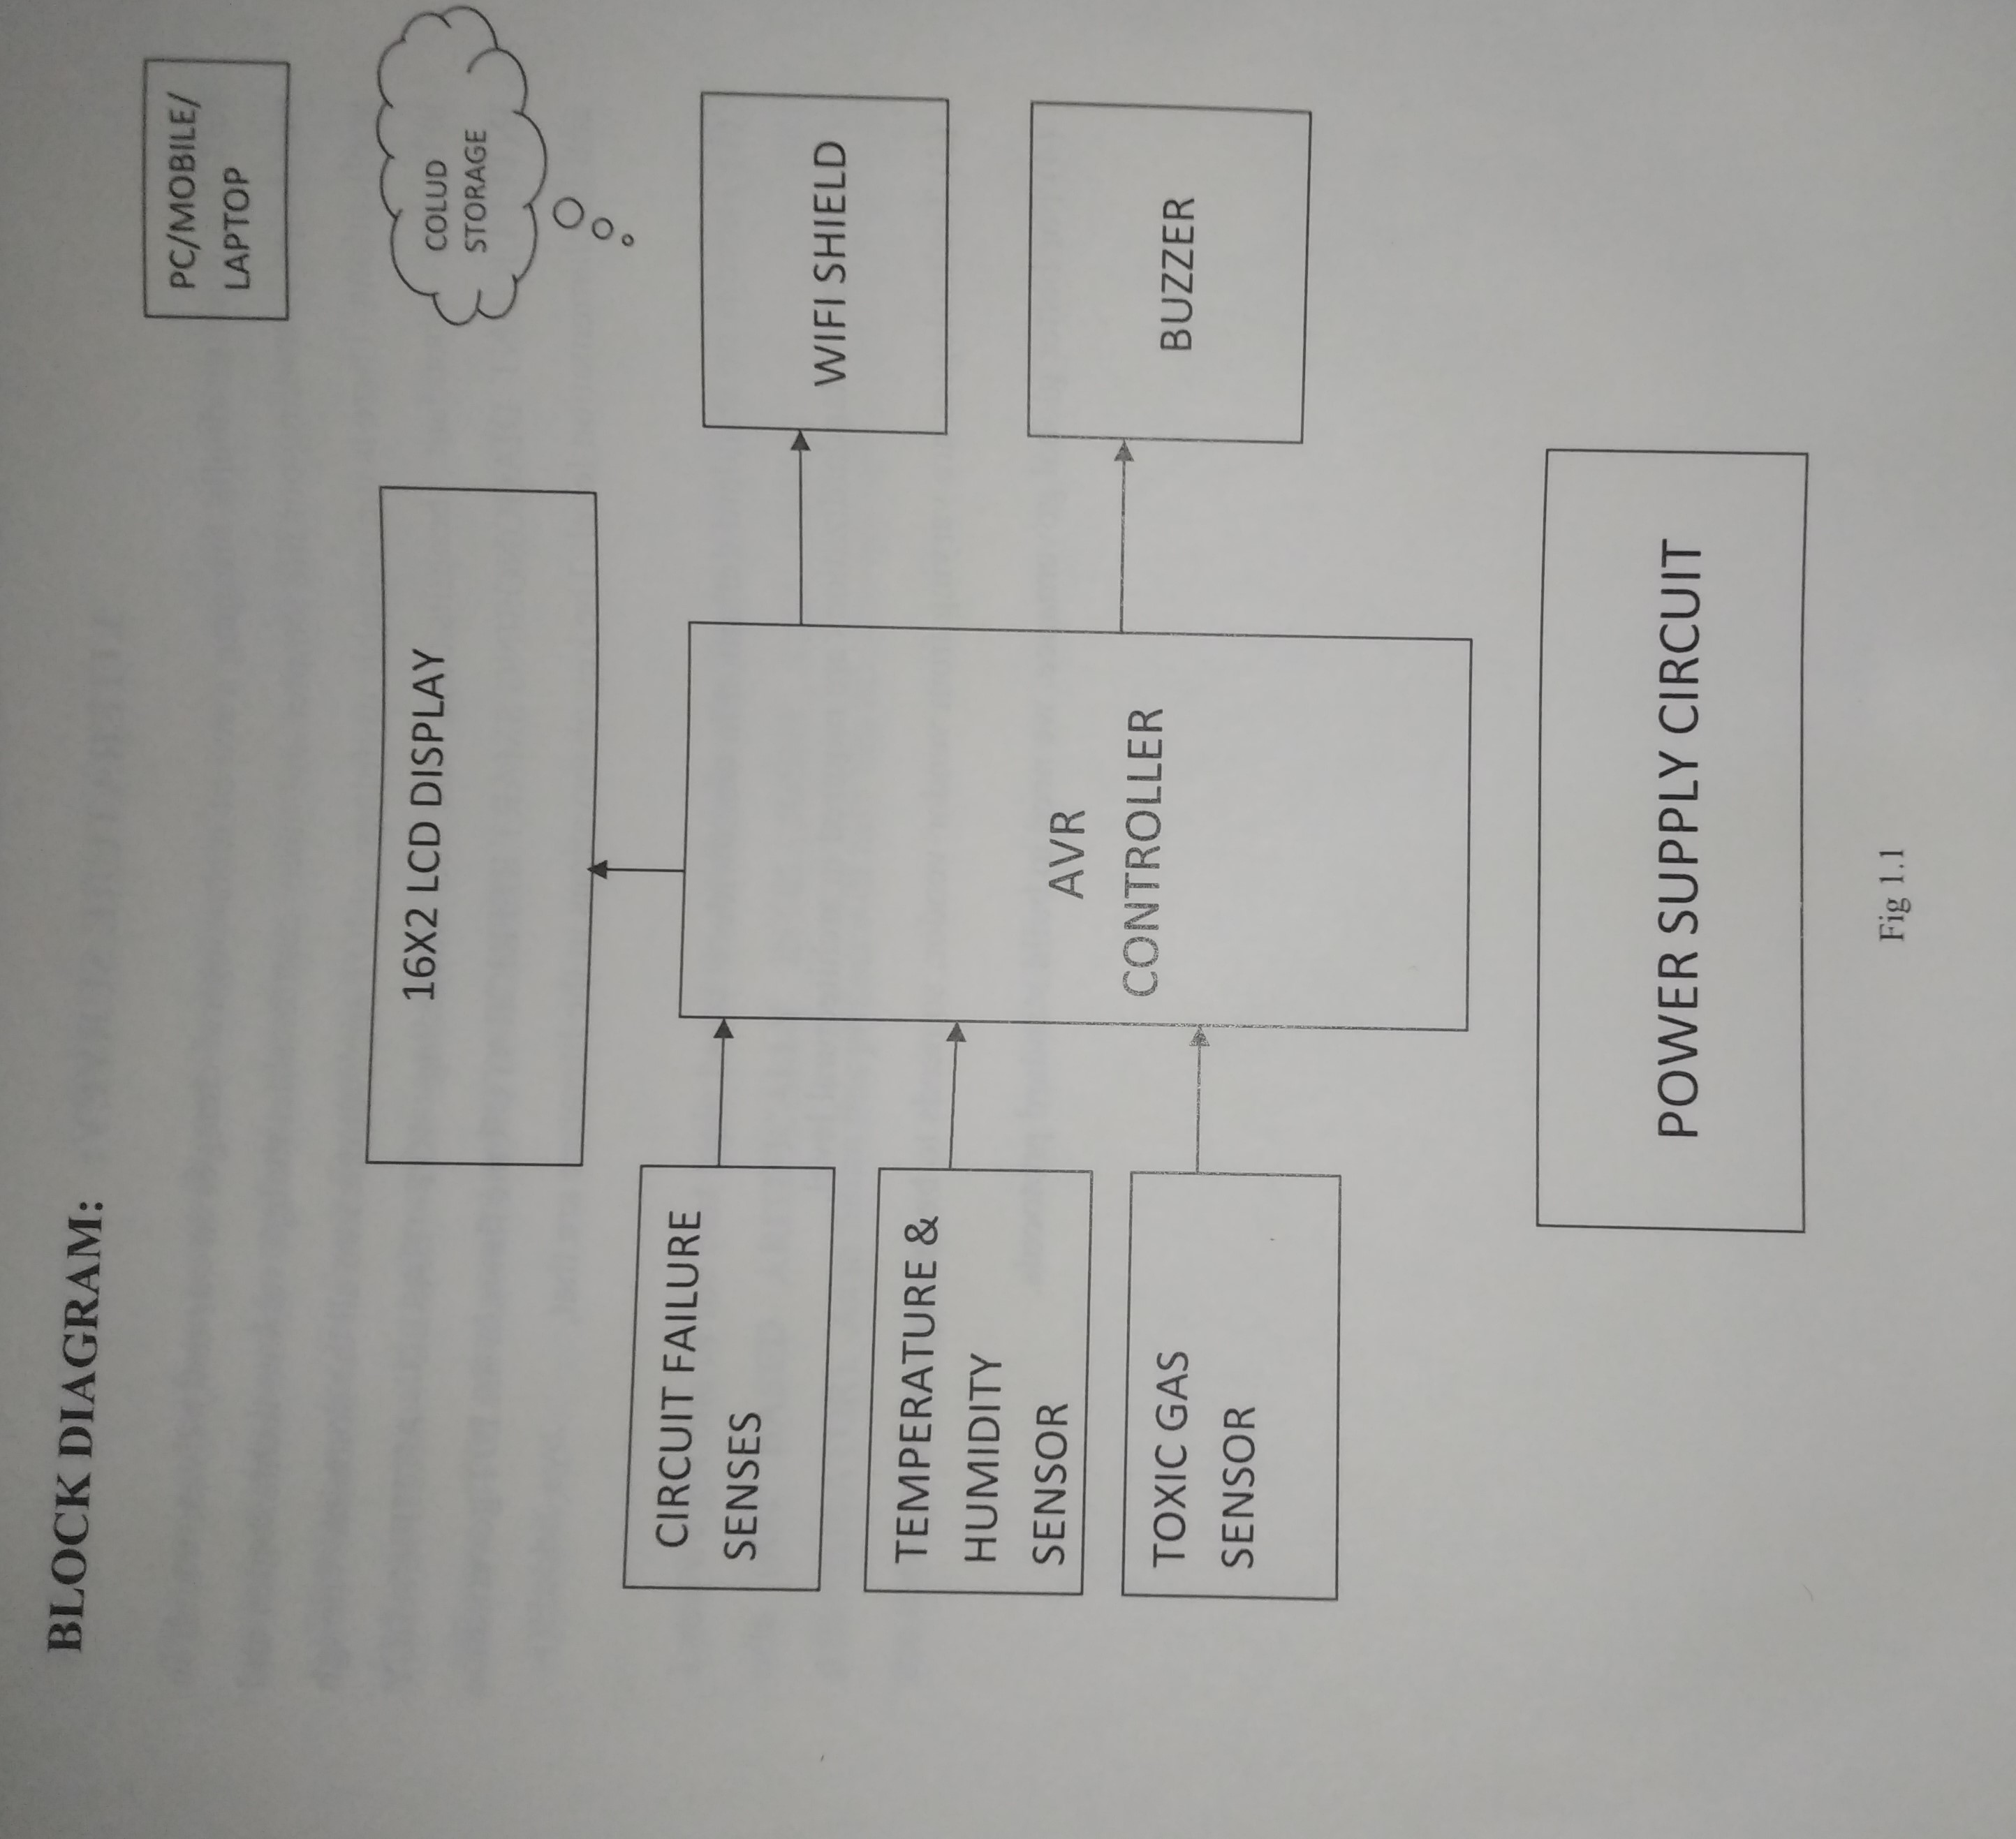 BLOCK DIAGRAM:
PC/MOBILE/
LAPTOP
16X2 LCD DISPLAY
COLUD
STORAGE
CIRCUIT FAILURE
SENSES
TEMPERATURE &
HUMIDITY
SENSOR
TOXIC GAS
SENSOR
AVR
CONTROLLER
WIFI SHIELD
BUZZER
POWER SUPPLY CIRCUIT
Fig 1.1